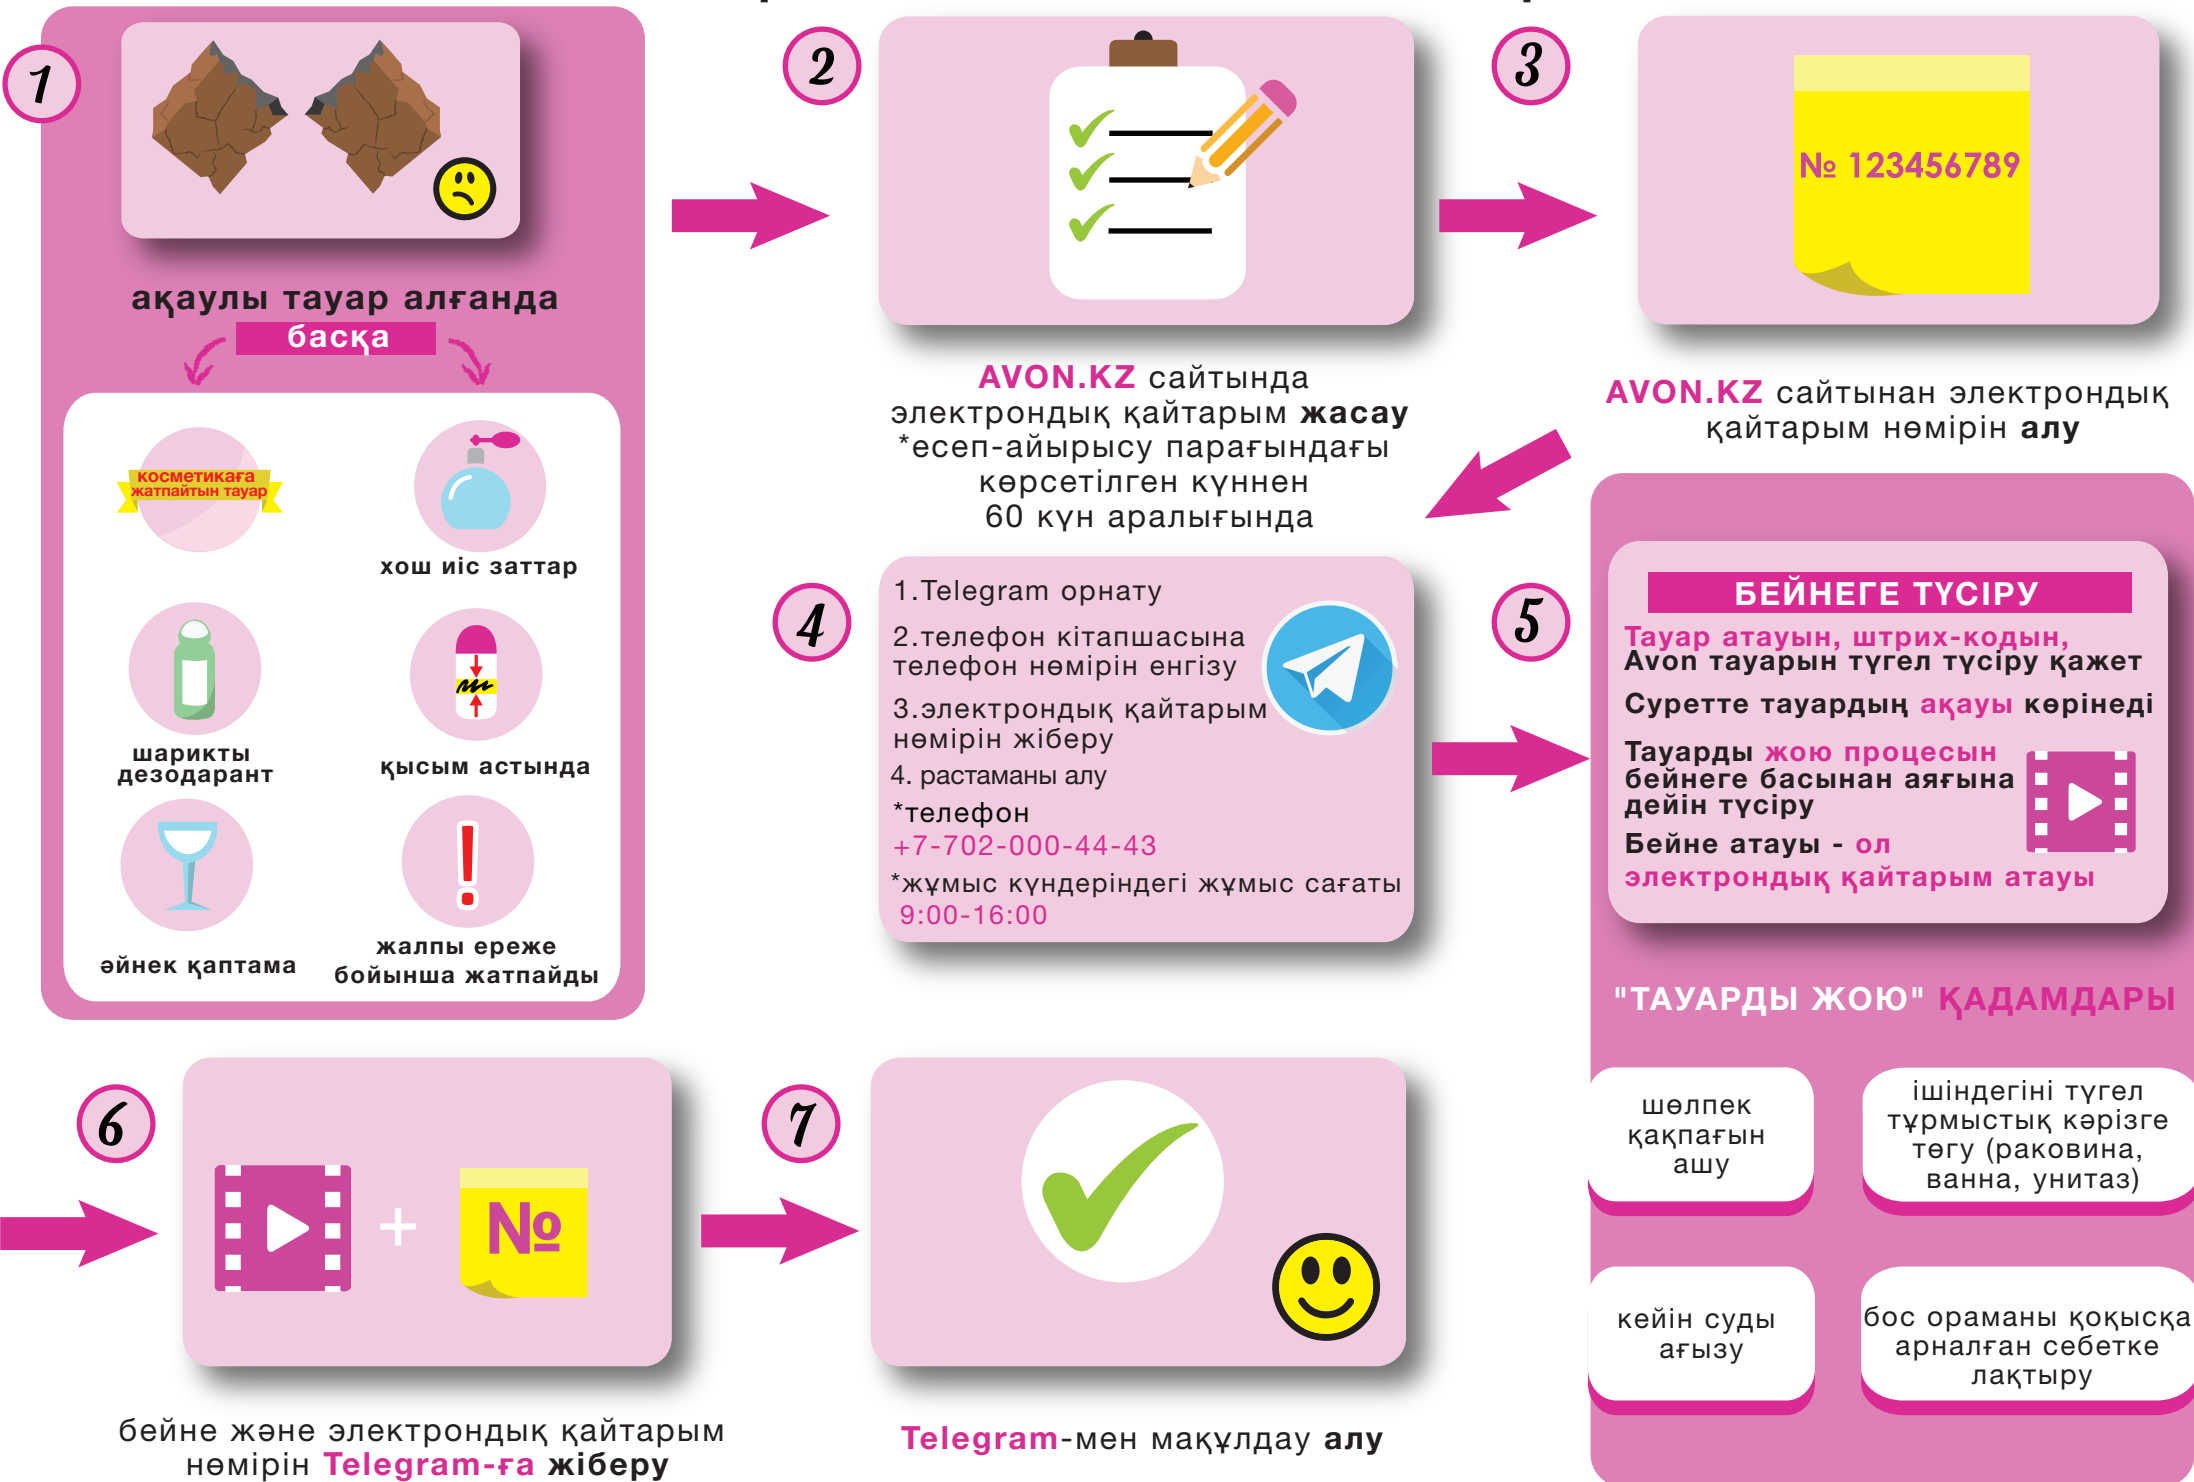 1
ақаулы тауар алғанда
басқа
косметикаға
жатпайтын тауар
хош иіс заттар
шарикты
дезодарант
қысым астында
әйнек қаптама
жалпы ереже
бойынша жатпайды
2
AVON.KZ сайтында
электрондық қайтарым жасау
*есеп-айырысу парағындағы
көрсетілген күннен
60 күн аралығында
3
№ 123456789
AVON.KZ сайтынан электрондық
қайтарым нөмірін алу
4
1.Telegram орнату
2.телефон кітапшасына
телефон нөмірін енгізу
3.электрондық қайтарым
нөмірін жіберу
4. растаманы алу
*телефон
+7-702-000-44-43
*жұмыс күндеріндегі жұмыс сағаты
9:00-16:00
5
БЕЙНЕГЕ ТҮСІРУ
Тауар атауын, штрих-кодын,
Avon тауарын түгел түсіру қажет
Суретте тауардың ақауы көрінеді
Тауарды жою процесын
бейнеге басынан аяғына
дейін түсіру
Бейне атауы - ол
электрондық қайтарым атауы
"ТАУАРДЫ ЖОЮ" ҚАДАМДАРЫ
шөлпек
қақпағын
ашу
ішіндегіні түгел
тұрмыстық кәрізге
төгу (раковина,
ванна, унитаз)
кейін суды
ағызу
бос ораманы қоқысқа
арналған себетке
лақтыру
6
+
№
бейне және электрондық қайтарым
нөмірін Telegram-ға жіберу
7
Telegram-мен мақұлдау алу